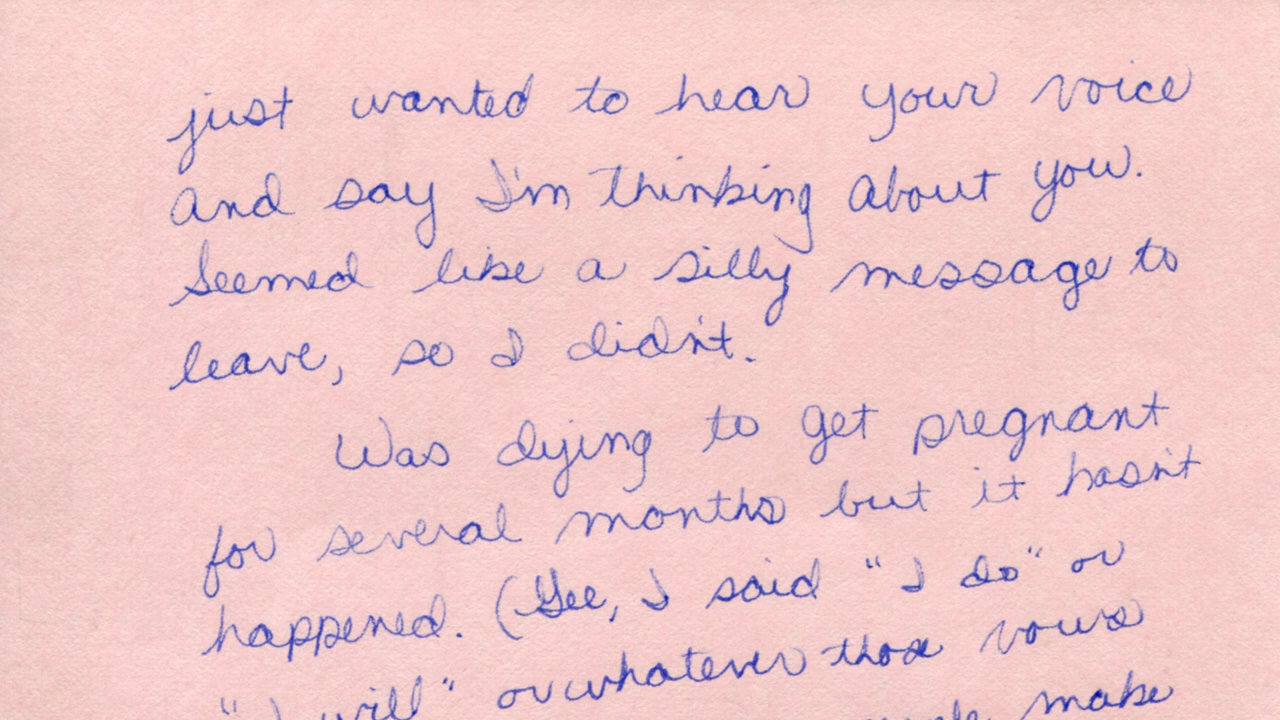 just wanted to hear your voice
and say I'm thinking about you.
Seemed like a silly message to
leave, so I didn't.
Was dying to get pregnant
for several months but it hasn't
happened. (Gee, I said "I do" or
"I will" or whatever those vows
make